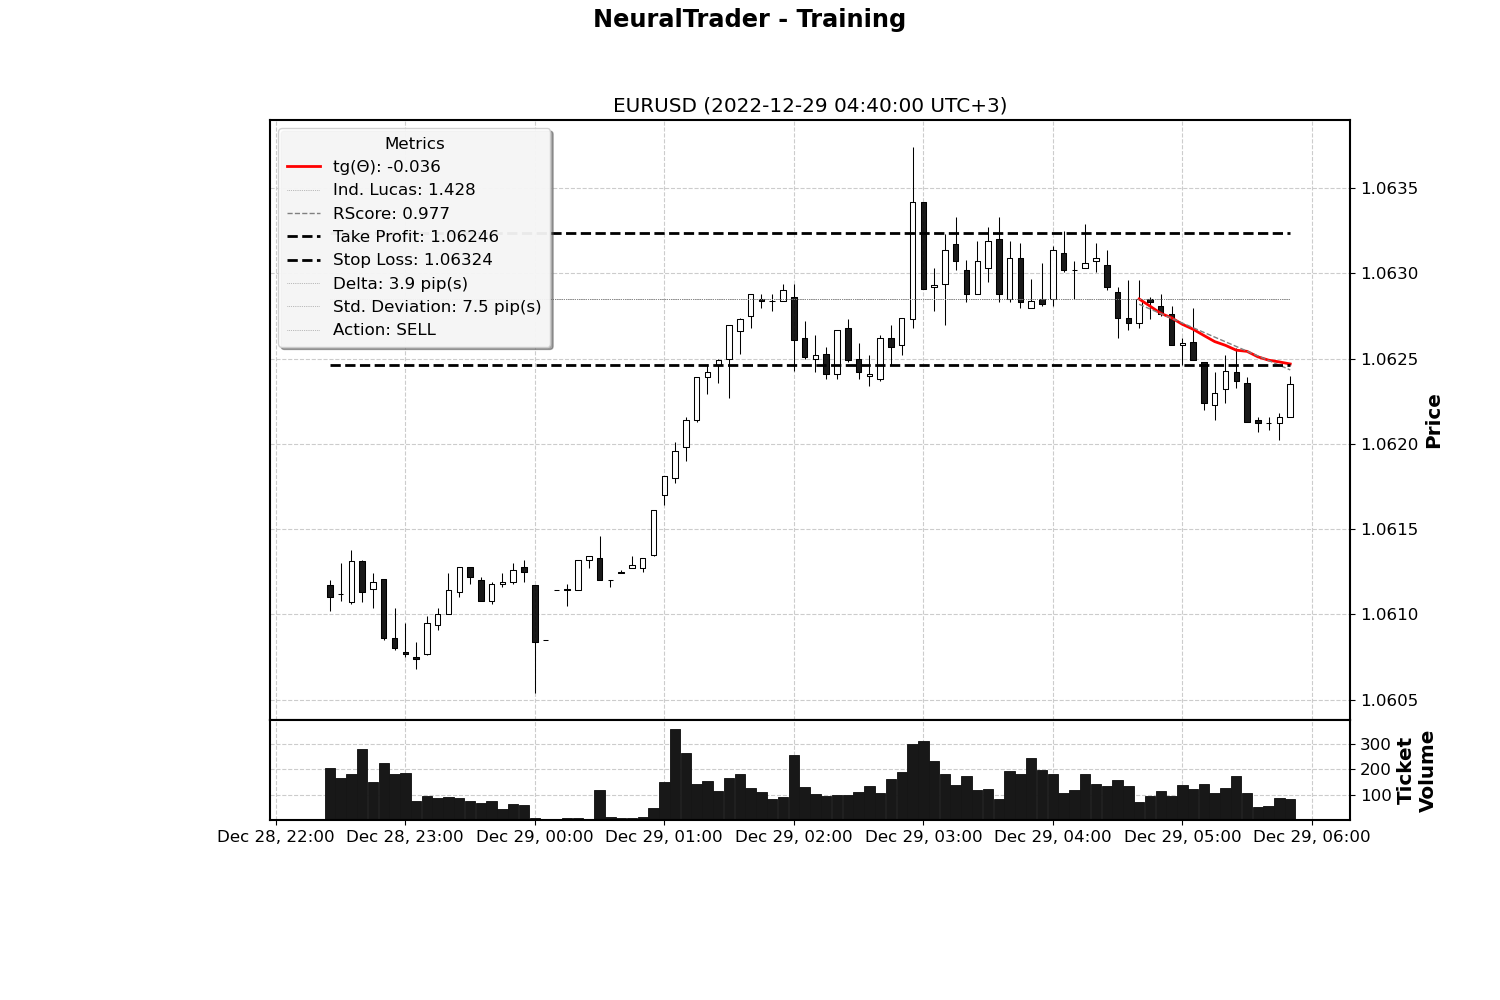 NeuralTrader - Training
EURUSD (2022-12-29 04:40:00 UTC+3)
Metrics
tg(Θ): -0.036
Ind. Lucas: 1.428
RScore: 0.977
Take Profit: 1.06246
Stop Loss: 1.06324
Delta: 3.9 pip(s)
Std. Deviation: 7.5 pip(s)
Action: SELL
1.0635
1.0630
1.0625
1.0620
1.0615
1.0610
1.0605
Price
300
200
100
Ticket
Volume
Dec 28, 22:00 Dec 28, 23:00 Dec 29, 00:00 Dec 29, 01:00 Dec 29, 02:00 Dec 29, 03:00 Dec 29, 04:00 Dec 29, 05:00 Dec 29, 06:00